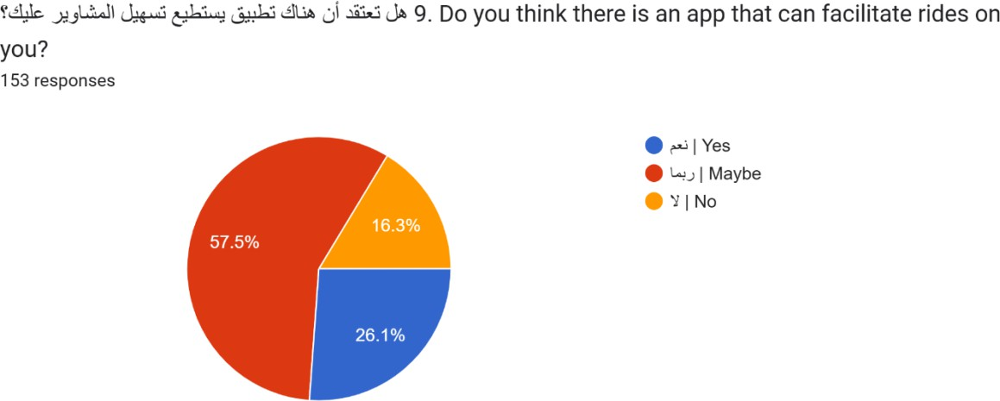 9. Do you think there is an app that can facilitate rides on هل تعتقد أن هناك تطبيق يستطيع تسهيل المشاوير عليك؟
you?
153 responses
نعم | Yes
ربما | Maybe
لا | No
57.5%
16.3%
26.1%